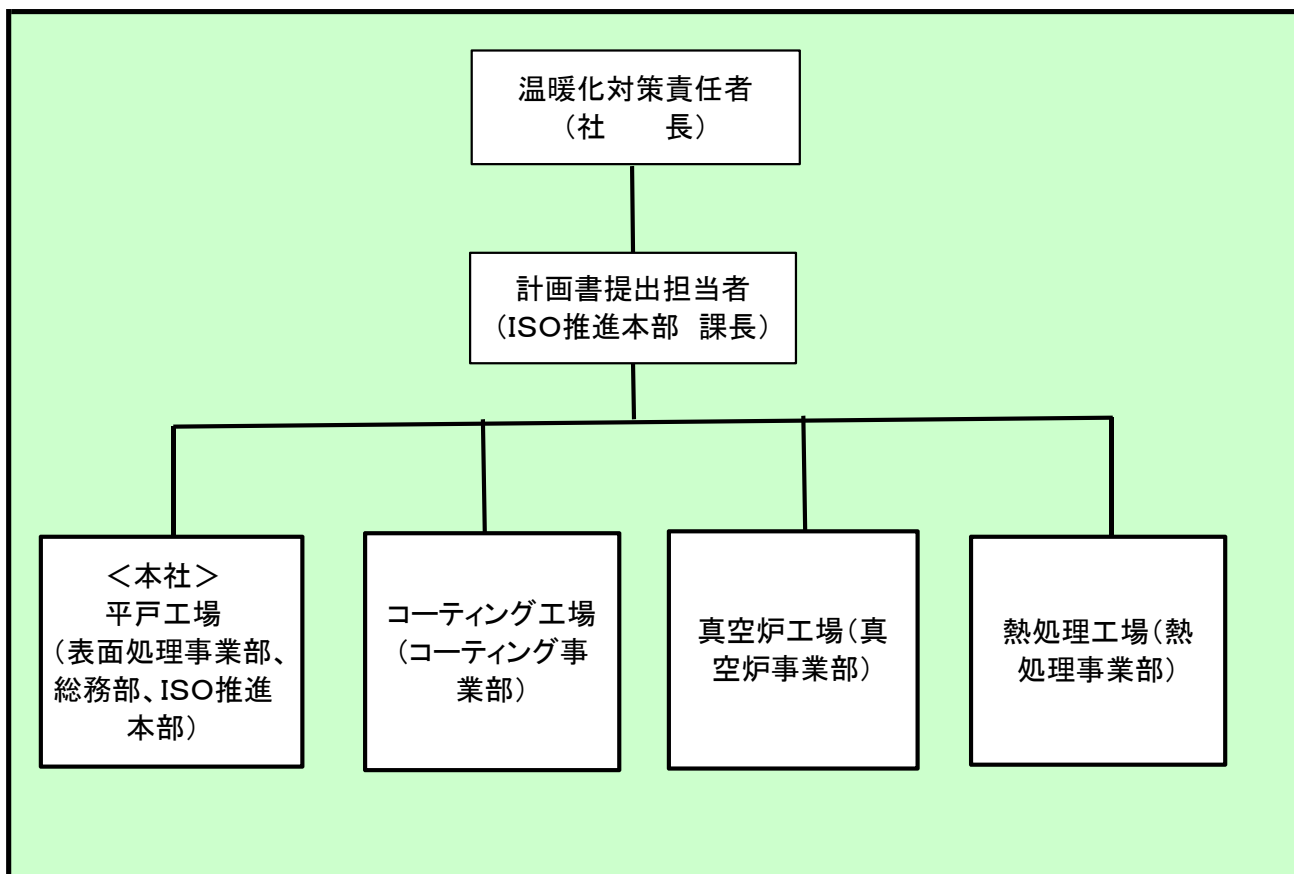 温暖化対策責任者
（社　　長）
計画書提出担当者
（ISO推進本部　課長）
＜本社＞
平戸工場
（表面処理事業部、
総務部、ISO推進
本部）
コーティング工場
（コーティング事
業部）
真空炉工場（真
空炉事業部）
熱処理工場（熱
処理事業部）